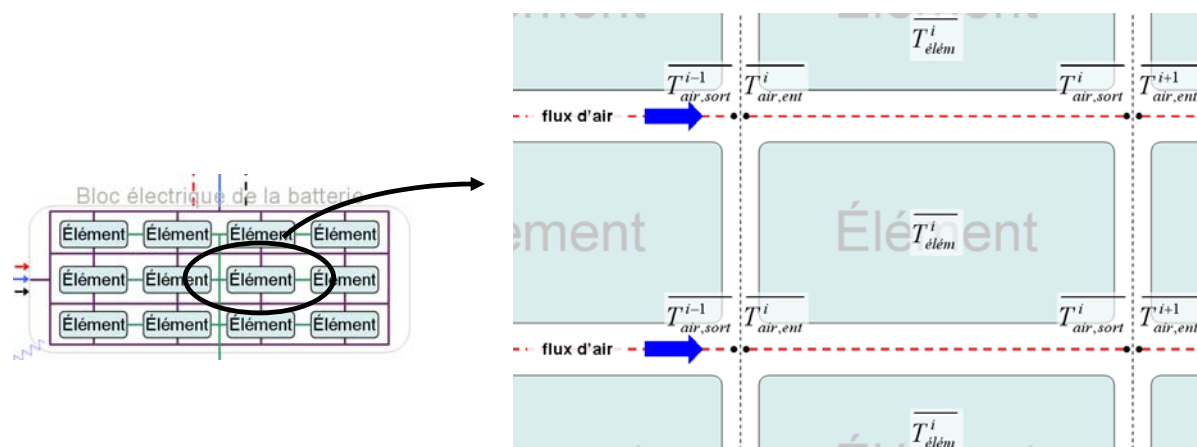 Bloc électrique de la batterie
Élément Élément Élément Élément
Élément Élément Élément Élément
Élément Élément Élément Élément
Élément
T^i_élém
T^{i-1}_air,sort T^i_air,ent T^i_air,sort T^{i+1}_air,ent
flux d'air
ément Élément
T^i_élém
T^{i-1}_air,sort T^i_air,ent T^i_air,sort T^{i+1}_air,ent
flux d'air
T^i_élém